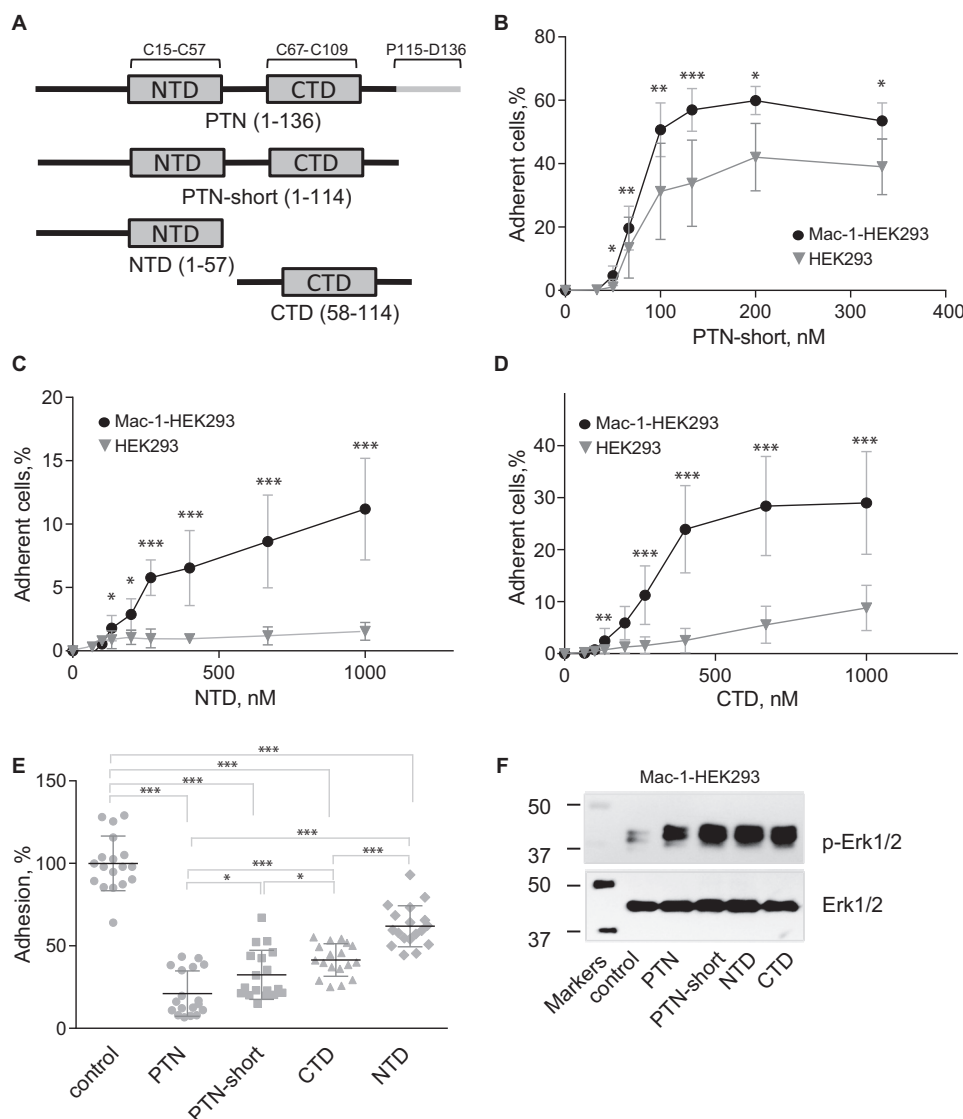 A
C15-C57 C67-C109 P115-D136
NTD CTD
PTN (1-136)
NTD CTD
PTN-short (1-114)
NTD
NTD (1-57)
CTD
CTD (58-114)
B
Adherent cells,%
80
60
40
20
0
* ** ** *** * *
Mac-1-HEK293
HEK293
0 100 200 300 400
PTN-short, nM
C
Adherent cells,%
20
15
10
5
0
Mac-1-HEK293
HEK293
* * *** *** *** ***
0 500 1000
NTD, nM
D
Adherent cells,%
40
30
20
10
0
Mac-1-HEK293
HEK293
** *** *** *** ***
0 500 1000
CTD, nM
E
Adhesion, %
150
100
50
0
***
***
***
***
***
***
***
* *
control PTN PTN-short CTD NTD
F
Mac-1-HEK293
50
37
p-Erk1/2
50
37
Erk1/2
Markers control PTN PTN-short NTD CTD